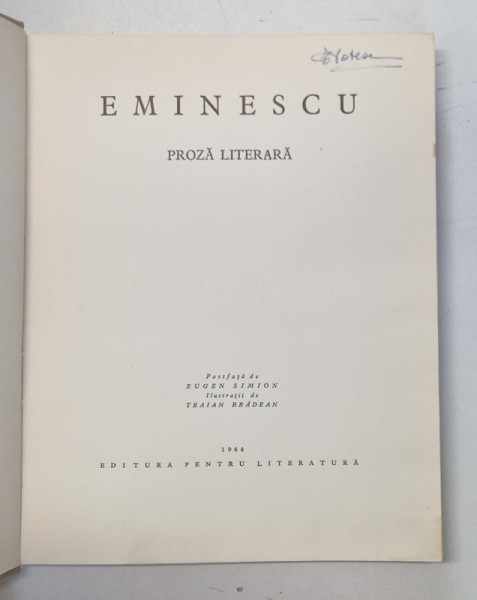 EMINESCU
PROZĂ LITERARĂ
Postfață de
EUGEN SIMION
Ilustrații de
TRAIAN BRĂDEAN
1964
EDITURA PENTRU LITERATURĂ